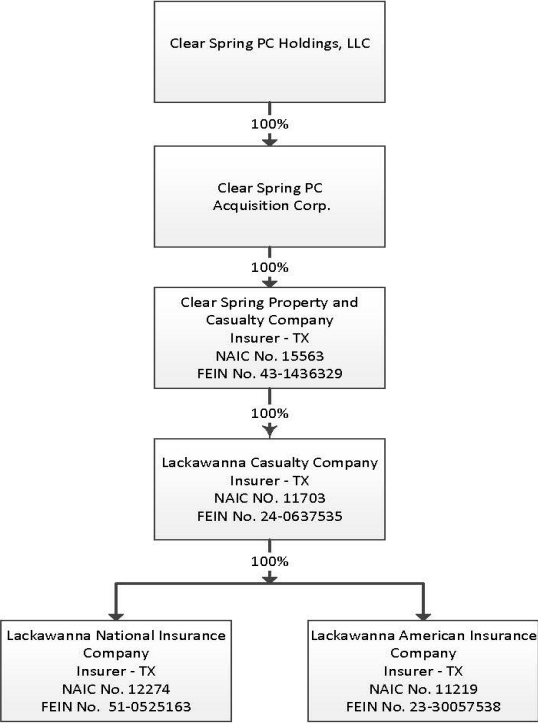 Clear Spring PC Holdings, LLC
100%
Clear Spring PC
Acquisition Corp.
100%
Clear Spring Property and
Casualty Company
Insurer - TX
NAIC No. 15563
FEIN No. 43-1436329
100%
Lackawanna Casualty Company
Insurer - TX
NAIC NO. 11703
FEIN No. 24-0637535
100%
Lackawanna National Insurance
Company
Insurer - TX
NAIC No. 12274
FEIN No. 51-0525163
Lackawanna American Insurance
Company
Insurer - TX
NAIC No. 11219
FEIN No. 23-30057538